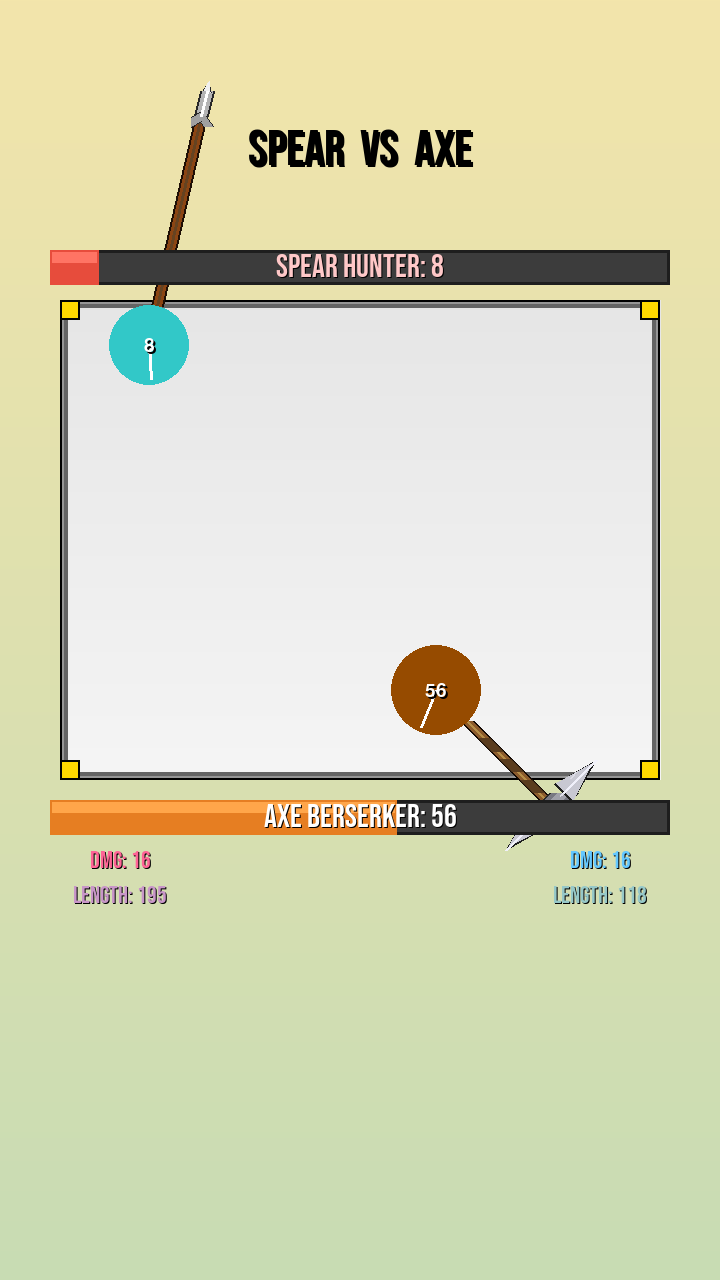 SPEAR VS AXE
SPEAR HUNTER: 8
8
56
AXE BERSERKER: 56
DMG: 16
DMG: 16
LENGTH: 195
LENGTH: 118